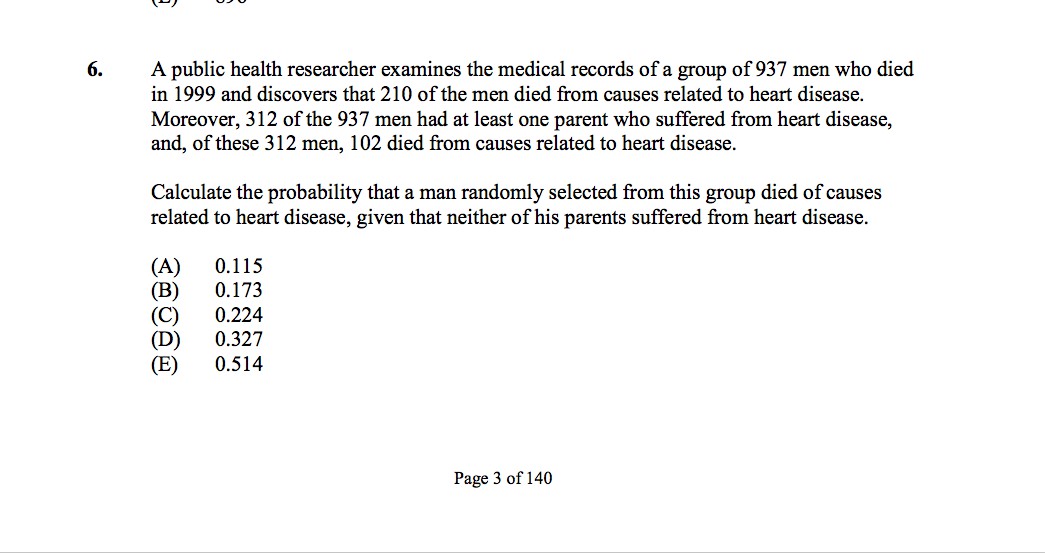 6. A public health researcher examines the medical records of a group of 937 men who died
in 1999 and discovers that 210 of the men died from causes related to heart disease.
Moreover, 312 of the 937 men had at least one parent who suffered from heart disease,
and, of these 312 men, 102 died from causes related to heart disease.
Calculate the probability that a man randomly selected from this group died of causes
related to heart disease, given that neither of his parents suffered from heart disease.
(A) 0.115
(B) 0.173
(C) 0.224
(D) 0.327
(E) 0.514
Page 3 of 140